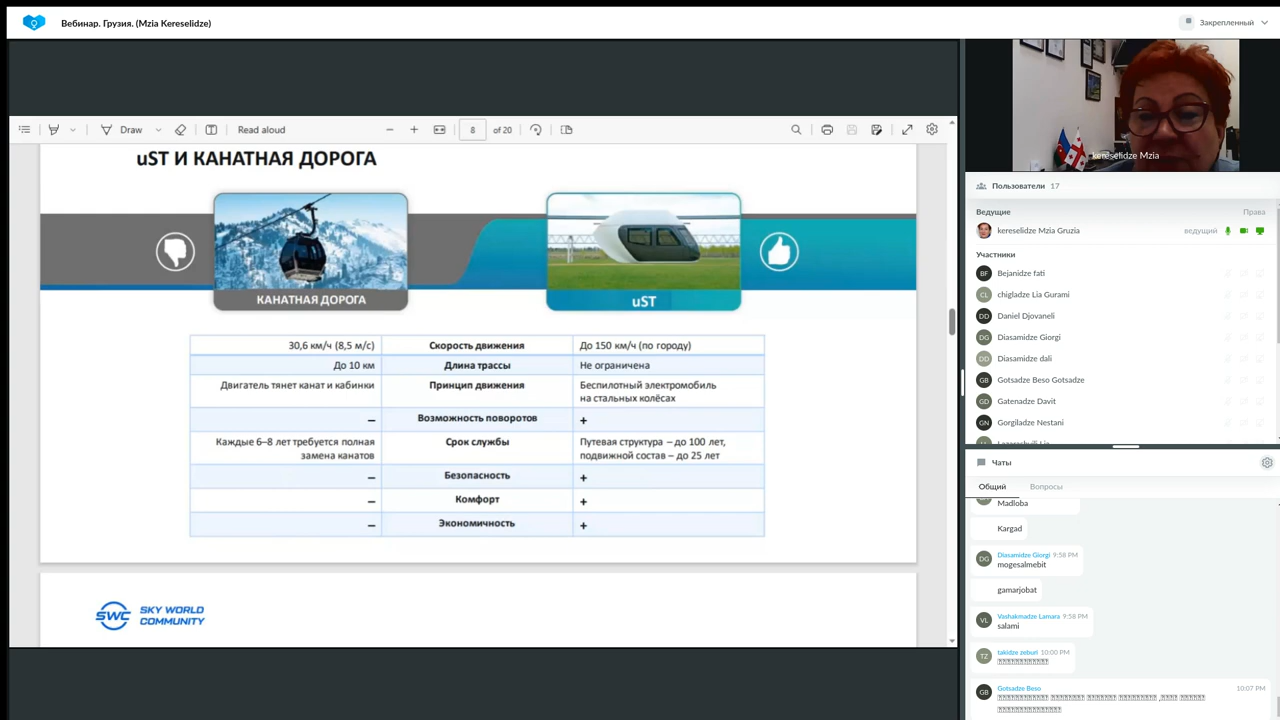 Вебинар. Грузия. (Mzia Kereselidze)
Закрепленный
Draw
Read aloud
8 of 20
uST И КАНАТНАЯ ДОРОГА
КАНАТНАЯ ДОРОГА
uST
30,6 км/ч (8,5 м/с) Скорость движения До 150 км/ч (по городу)
До 10 км Длина трассы Не ограничена
Двигатель тянет канат и кабинки Принцип движения Беспилотный электромобиль
на стальных колёсах
– Возможность поворотов +
Каждые 6–8 лет требуется полная Срок службы Путевая структура – до 100 лет,
замена канатов подвижной состав – до 25 лет
– Безопасность +
– Комфорт +
– Экономичность +
SWC SKY WORLD
COMMUNITY
kereselidze Mzia
Пользователи 17
Ведущие Права
kereselidze Mzia Gruzia ведущий
Участники
BF Bejanidze fati
CL chigladze Lia Gurami
DD Daniel Djovaneli
DG Diasamidze Giorgi
DD Diasamidze dali
GB Gotsadze Beso Gotsadze
GD Gatenadze Davit
GN Gorgiladze Nestani
Чаты
Общий Вопросы
Madloba
Kargad
DG Diasamidze Giorgi 9:58 PM
mogesalmebit
gamarjobat
VL Vashakmadze Lamara 9:58 PM
salami
TZ takidze zeburi 10:00 PM
GB Gotsadze Beso 10:07 PM